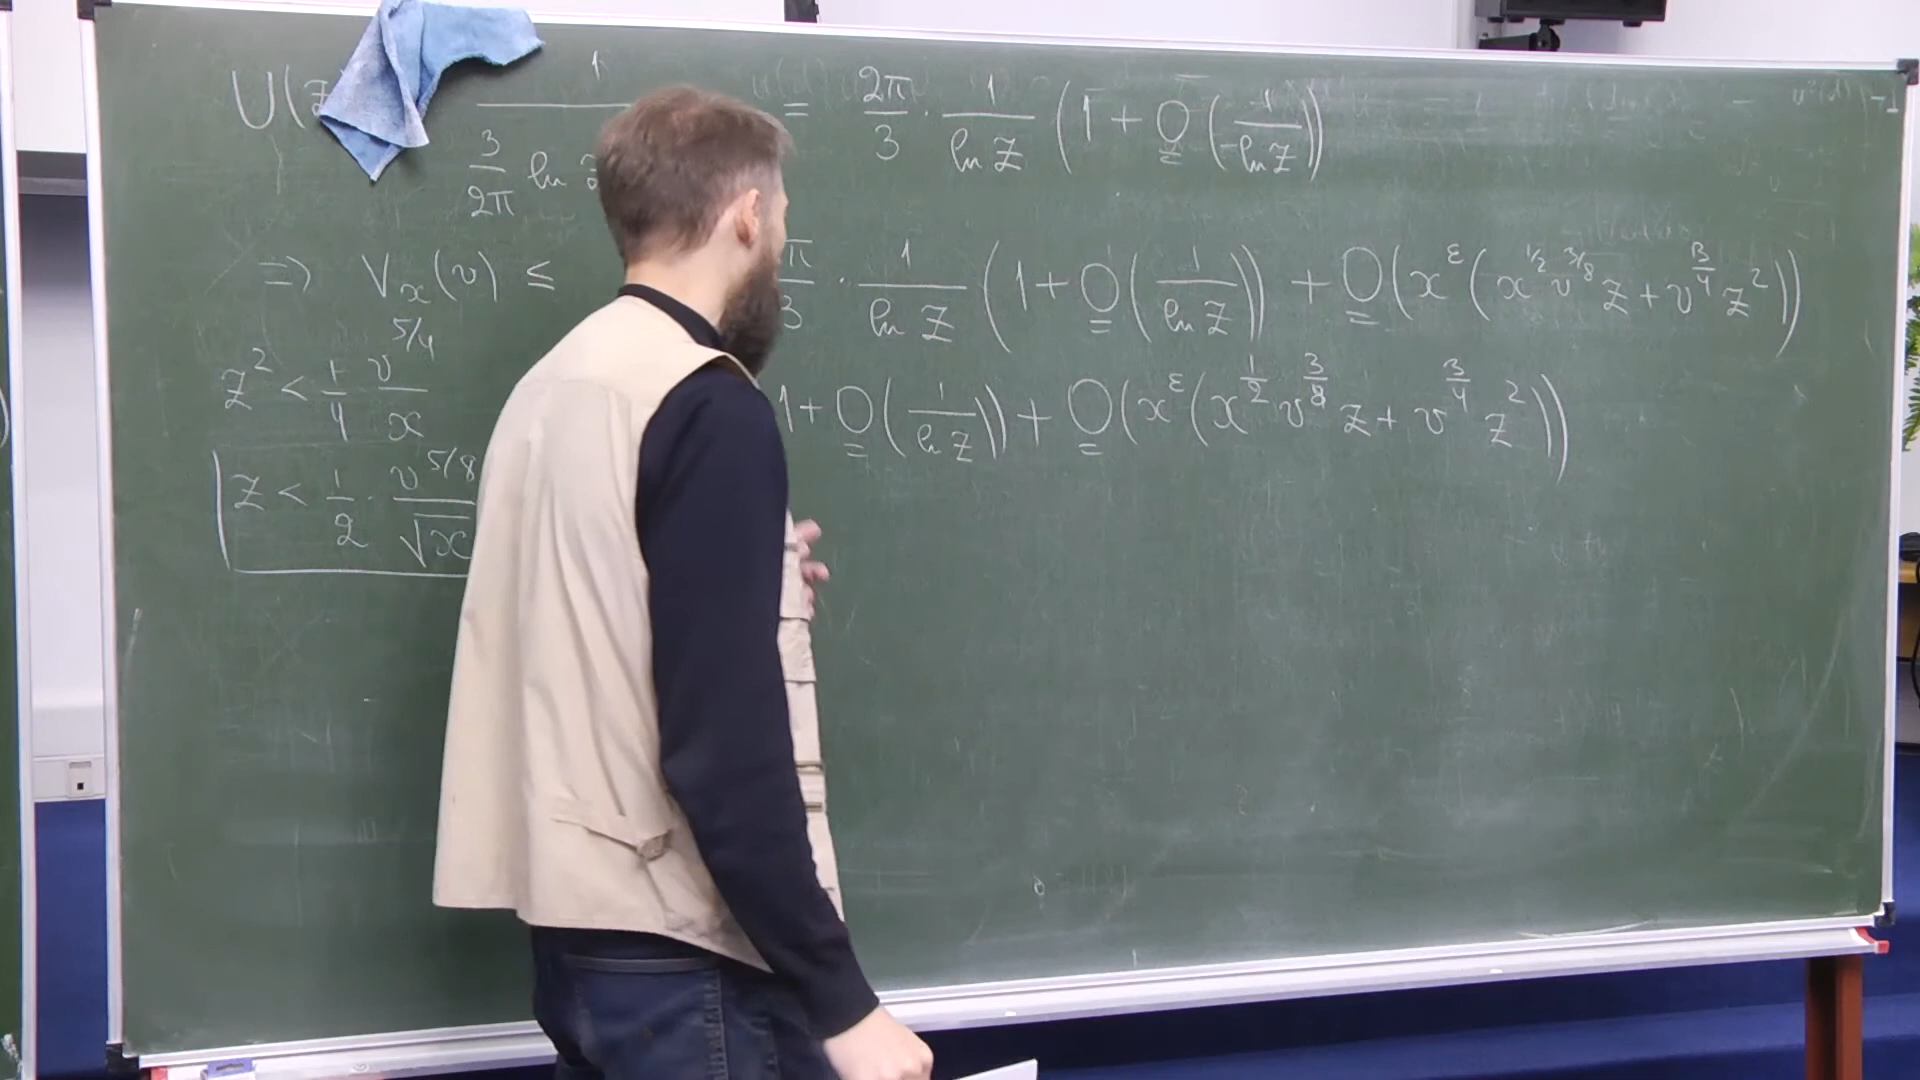 U(z 1 / (3/2π ln z = 2π/3 · 1/ln z (1 + O(1/ln z))
⇒ V_x(v) ≤ π/3 · 1/ln z (1 + O(1/ln z)) + O(x^ε (x^{1/2} v^{3/8} z + v^{3/4} z^2))
z^2 < 1/4 v^{5/4}/x
1 + O(1/ln z)) + O(x^ε (x^{1/2} v^{3/8} z + v^{3/4} z^2))
z < 1/2 · v^{5/8}/√x